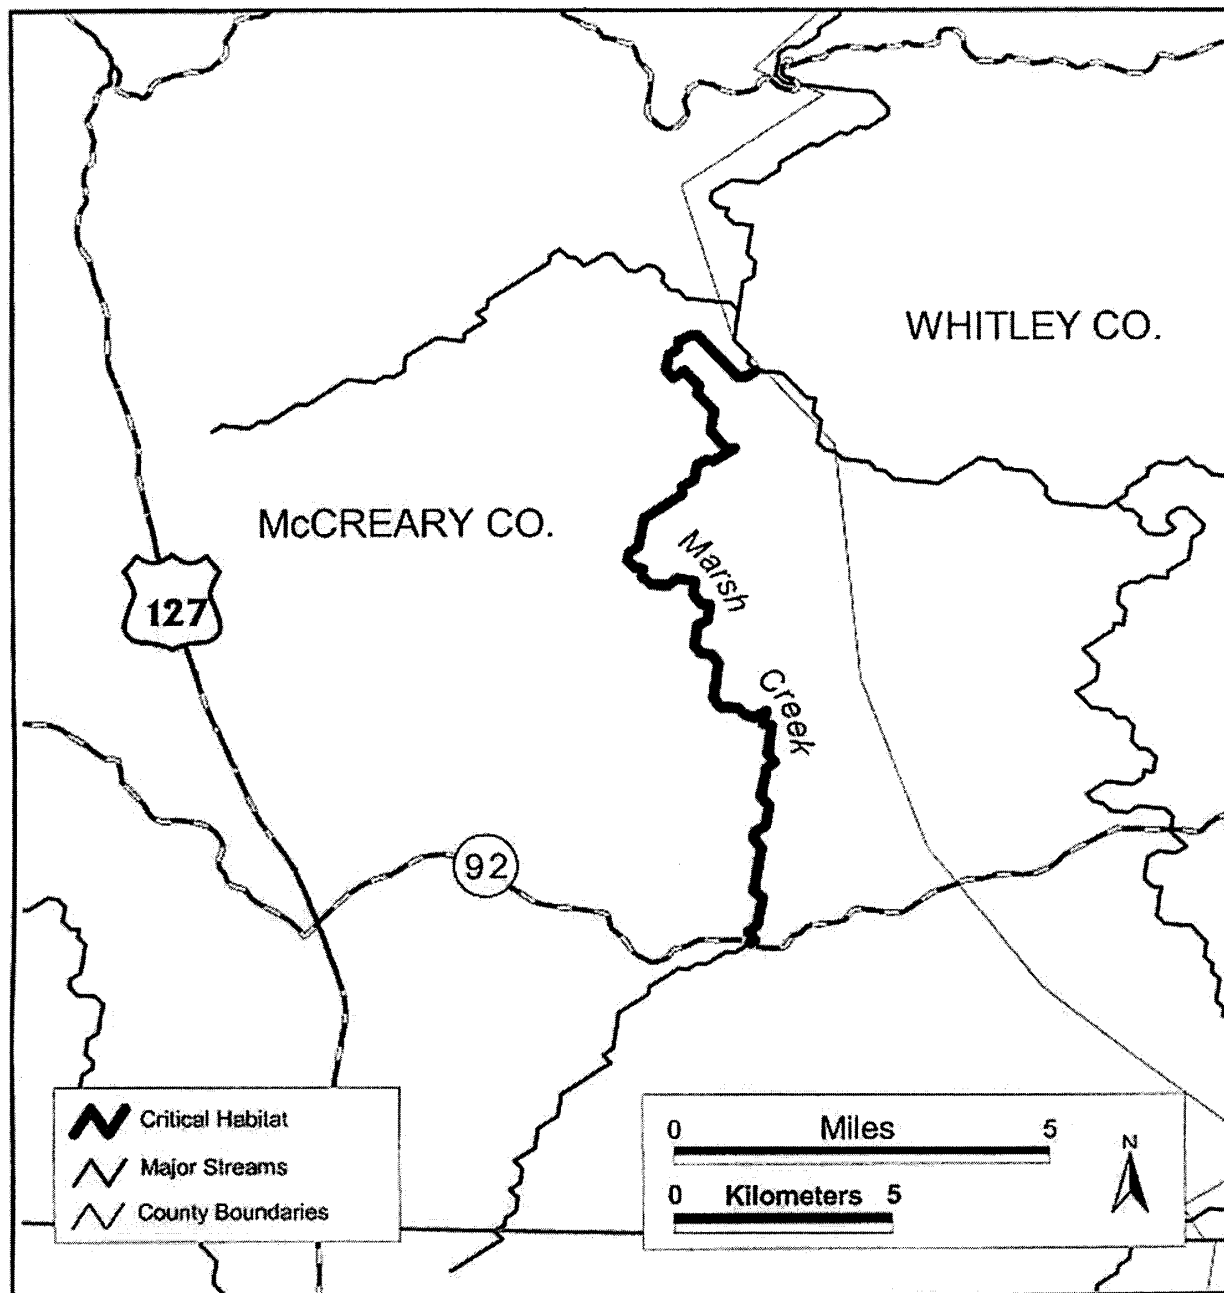 WHITLEY CO.
McCREARY CO.
Marsh
Creek
127
92
Critical Habitat
Major Streams
County Boundaries
0 Miles 5
0 Kilometers 5
N